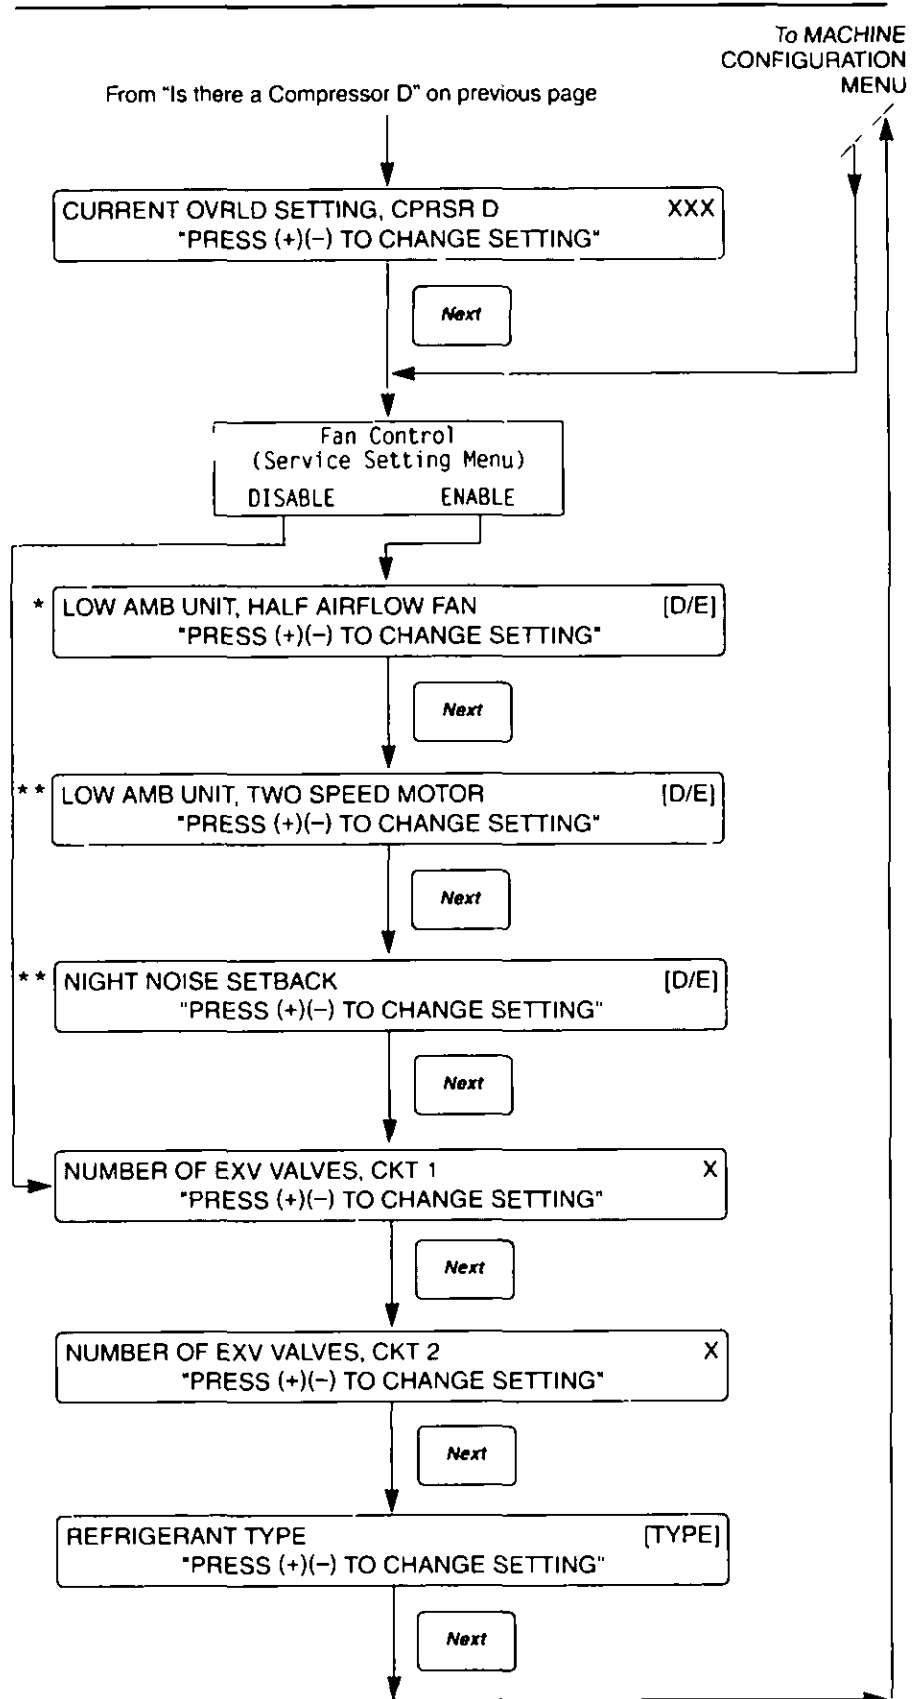 To MACHINE
CONFIGURATION
MENU
From "Is there a Compressor D" on previous page
CURRENT OVRLD SETTING, CPRSR D XXX
"PRESS (+)(−) TO CHANGE SETTING"
Next
Fan Control
(Service Setting Menu)
DISABLE ENABLE
* LOW AMB UNIT, HALF AIRFLOW FAN [D/E]
"PRESS (+)(−) TO CHANGE SETTING"
Next
** LOW AMB UNIT, TWO SPEED MOTOR [D/E]
"PRESS (+)(−) TO CHANGE SETTING"
Next
** NIGHT NOISE SETBACK [D/E]
"PRESS (+)(−) TO CHANGE SETTING"
Next
NUMBER OF EXV VALVES, CKT 1 X
"PRESS (+)(−) TO CHANGE SETTING"
Next
NUMBER OF EXV VALVES, CKT 2 X
"PRESS (+)(−) TO CHANGE SETTING"
Next
REFRIGERANT TYPE [TYPE]
"PRESS (+)(−) TO CHANGE SETTING"
Next